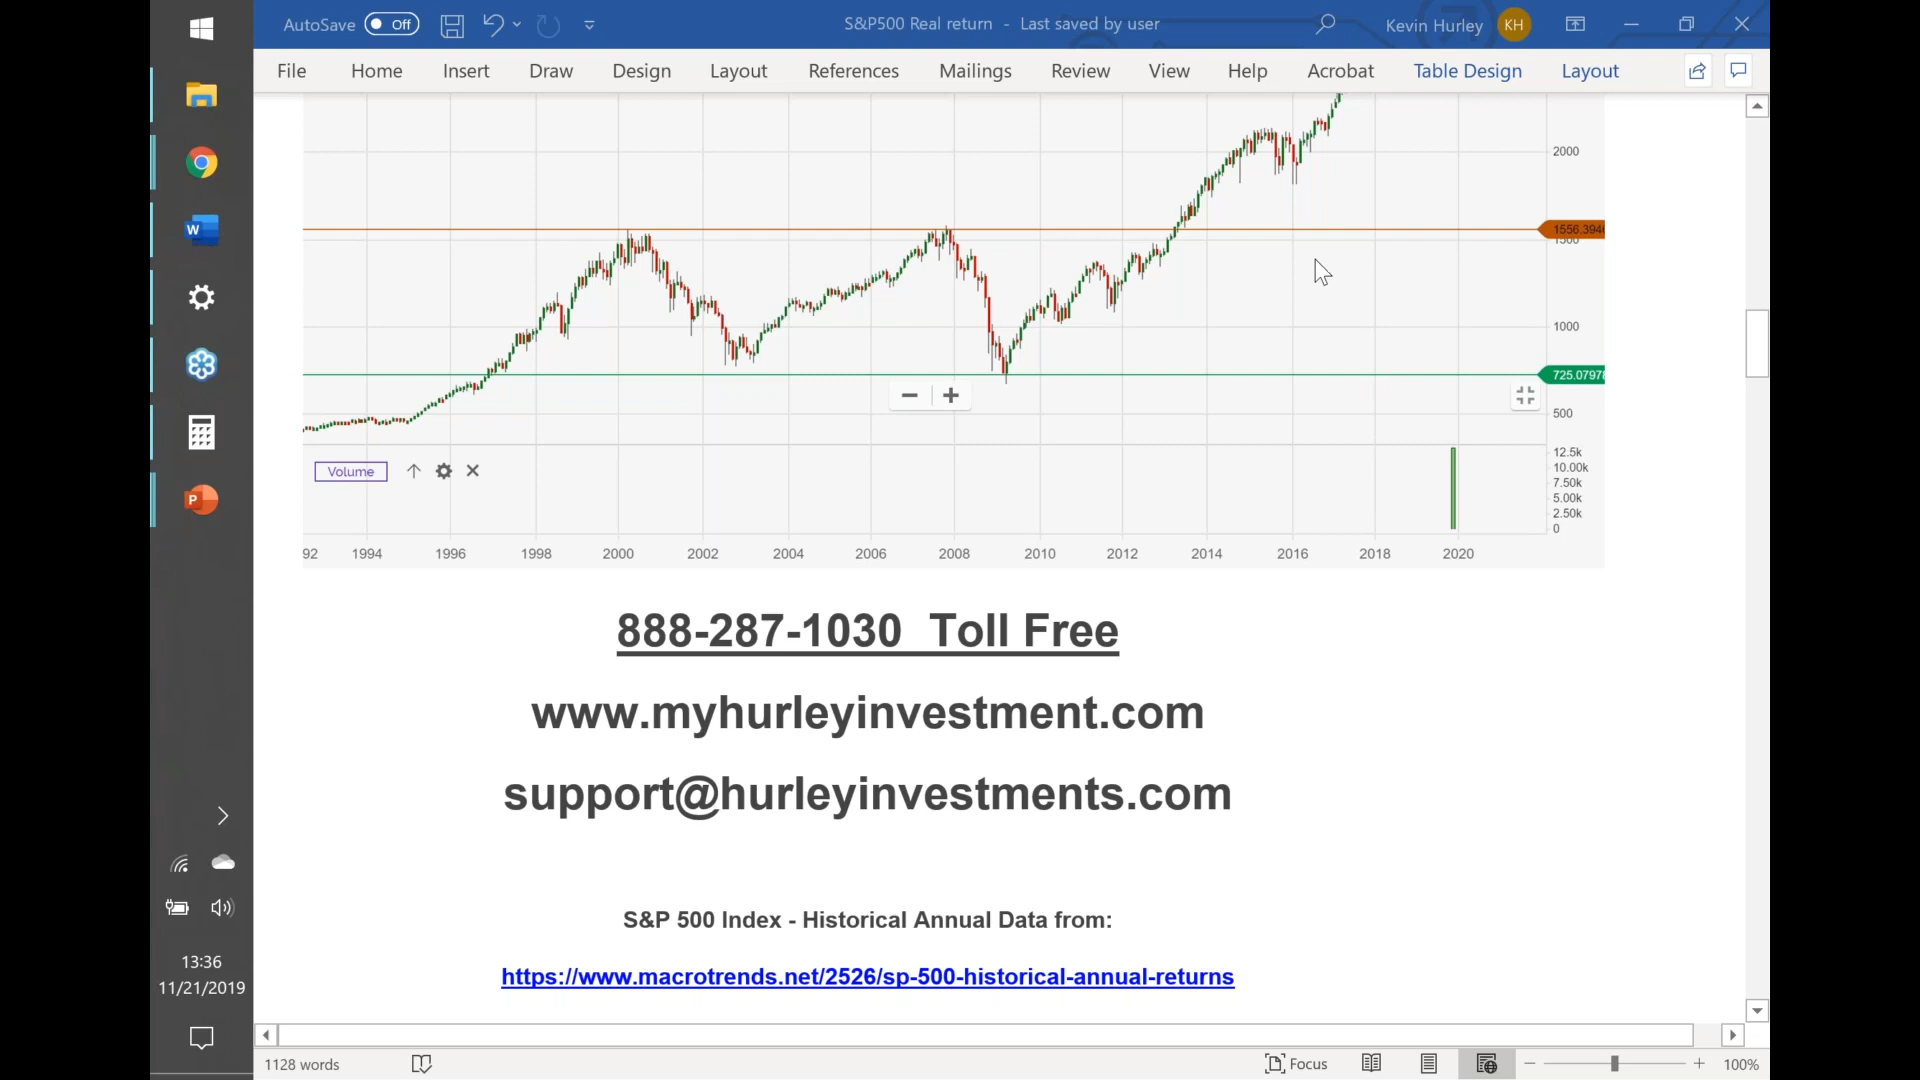 AutoSave Off S&P500 Real return - Last saved by user Kevin Hurley KH
File Home Insert Draw Design Layout References Mailings Review View Help Acrobat Table Design Layout
2000
1556.394
1500
1000
725.0797
500
Volume
12.5k
10.00k
7.50k
5.00k
2.50k
0
92 1994 1996 1998 2000 2002 2004 2006 2008 2010 2012 2014 2016 2018 2020
888-287-1030 Toll Free
www.myhurleyinvestment.com
support@hurleyinvestments.com
S&P 500 Index - Historical Annual Data from:
https://www.macrotrends.net/2526/sp-500-historical-annual-returns
13:36
11/21/2019
1128 words Focus 100%